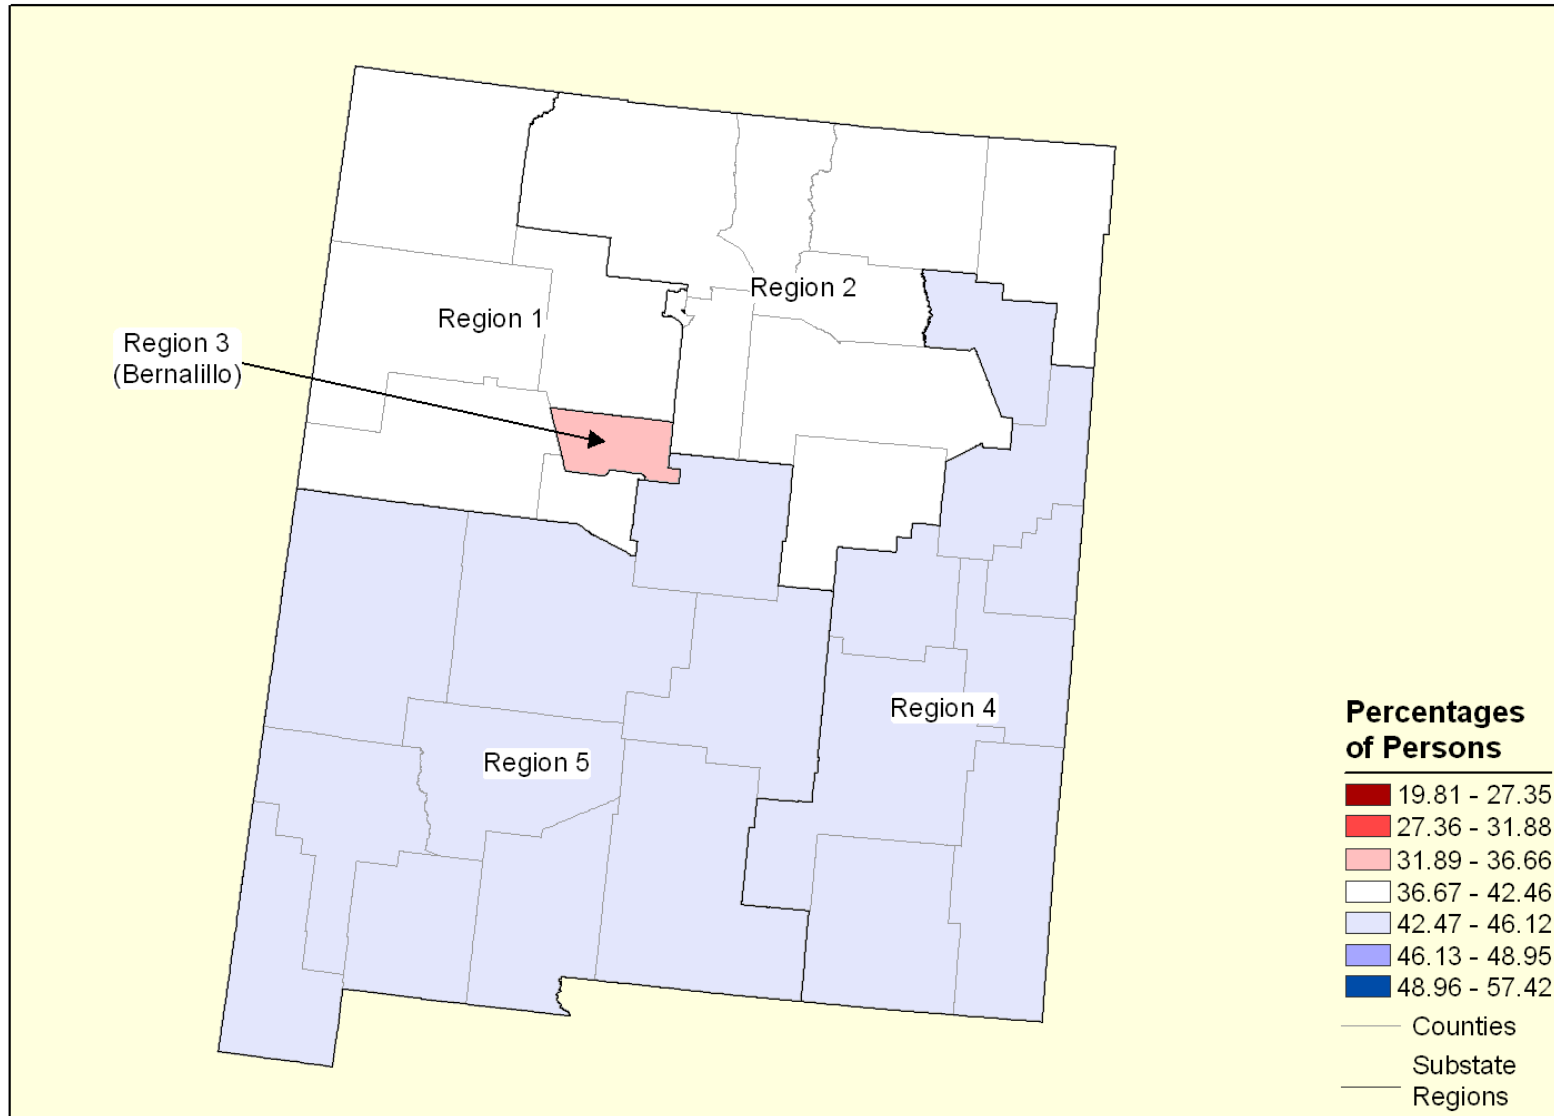 Region 2
Region 1
Region 3
(Bernalillo)
Region 4
Region 5
Percentages
of Persons
19.81 - 27.35
27.36 - 31.88
31.89 - 36.66
36.67 - 42.46
42.47 - 46.12
46.13 - 48.95
48.96 - 57.42
Counties
Substate
Regions